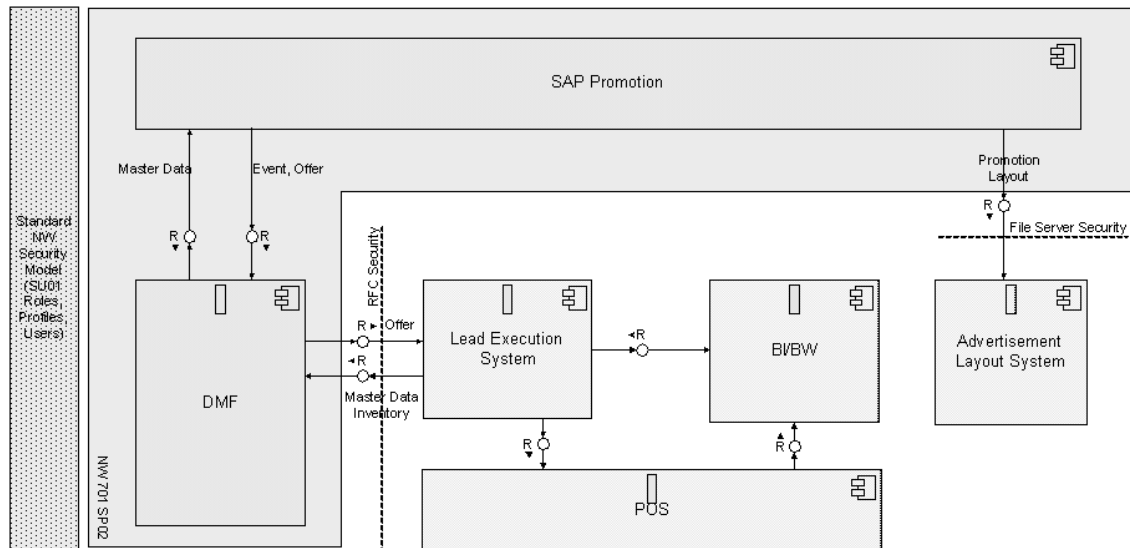 SAP Promotion
Master Data
Event, Offer
Promotion
Layout
R
R
R
File Server Security
Standard
NW
Security
Model
(SU01
Roles,
Profiles,
Users)
RFC Security
R
Offer
R
Master Data
Inventory
DMF
Lead Execution
System
R
BI/BW
Advertisement
Layout System
R
R
POS
NW 701 SP02